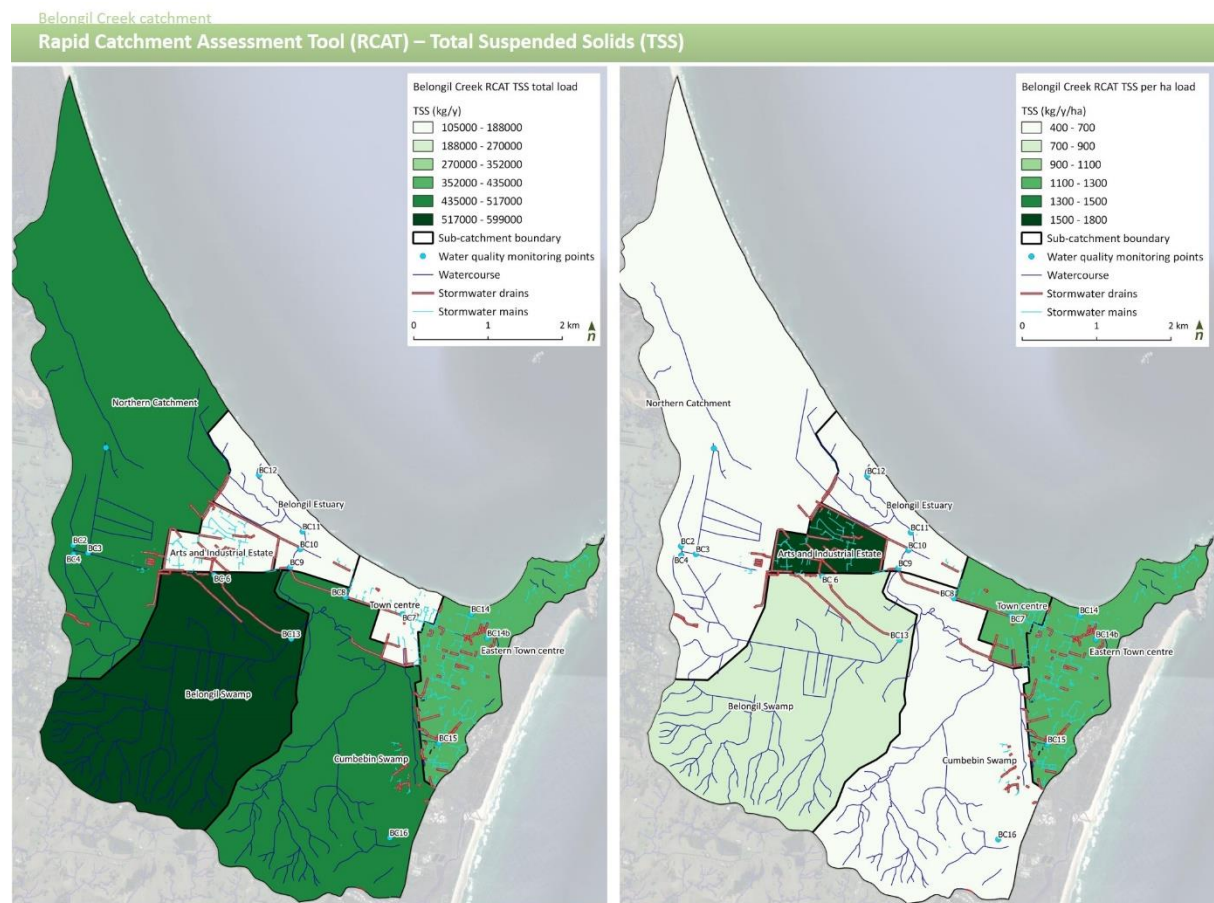 Belongil Creek catchment
Rapid Catchment Assessment Tool (RCAT) – Total Suspended Solids (TSS)
Belongil Creek RCAT TSS total load
TSS (kg/y)
105000 - 188000
188000 - 270000
270000 - 352000
352000 - 435000
435000 - 517000
517000 - 599000
Sub-catchment boundary
Water quality monitoring points
Watercourse
Stormwater drains
Stormwater mains
0 1 2 km
n
Northern Catchment
BC12
Belongil Estuary
BC11
BC2
BC3
BC4
Arts and Industrial Estate
BC10
BC9
BC 6
BC8
Town centre
BC7
BC14
BC14b
BC13
Eastern Town centre
Belongil Swamp
BC15
Cumbebin Swamp
BC16
Belongil Creek RCAT TSS per ha load
TSS (kg/y/ha)
400 - 700
700 - 900
900 - 1100
1100 - 1300
1300 - 1500
1500 - 1800
Sub-catchment boundary
Water quality monitoring points
Watercourse
Stormwater drains
Stormwater mains
0 1 2 km
n
Northern Catchment
BC12
Belongil Estuary
BC11
BC2
BC3
BC4
Arts and Industrial Estate
BC10
BC9
BC 6
BC8
Town centre
BC7
BC14
BC14b
BC13
Eastern Town centre
Belongil Swamp
BC15
Cumbebin Swamp
BC16